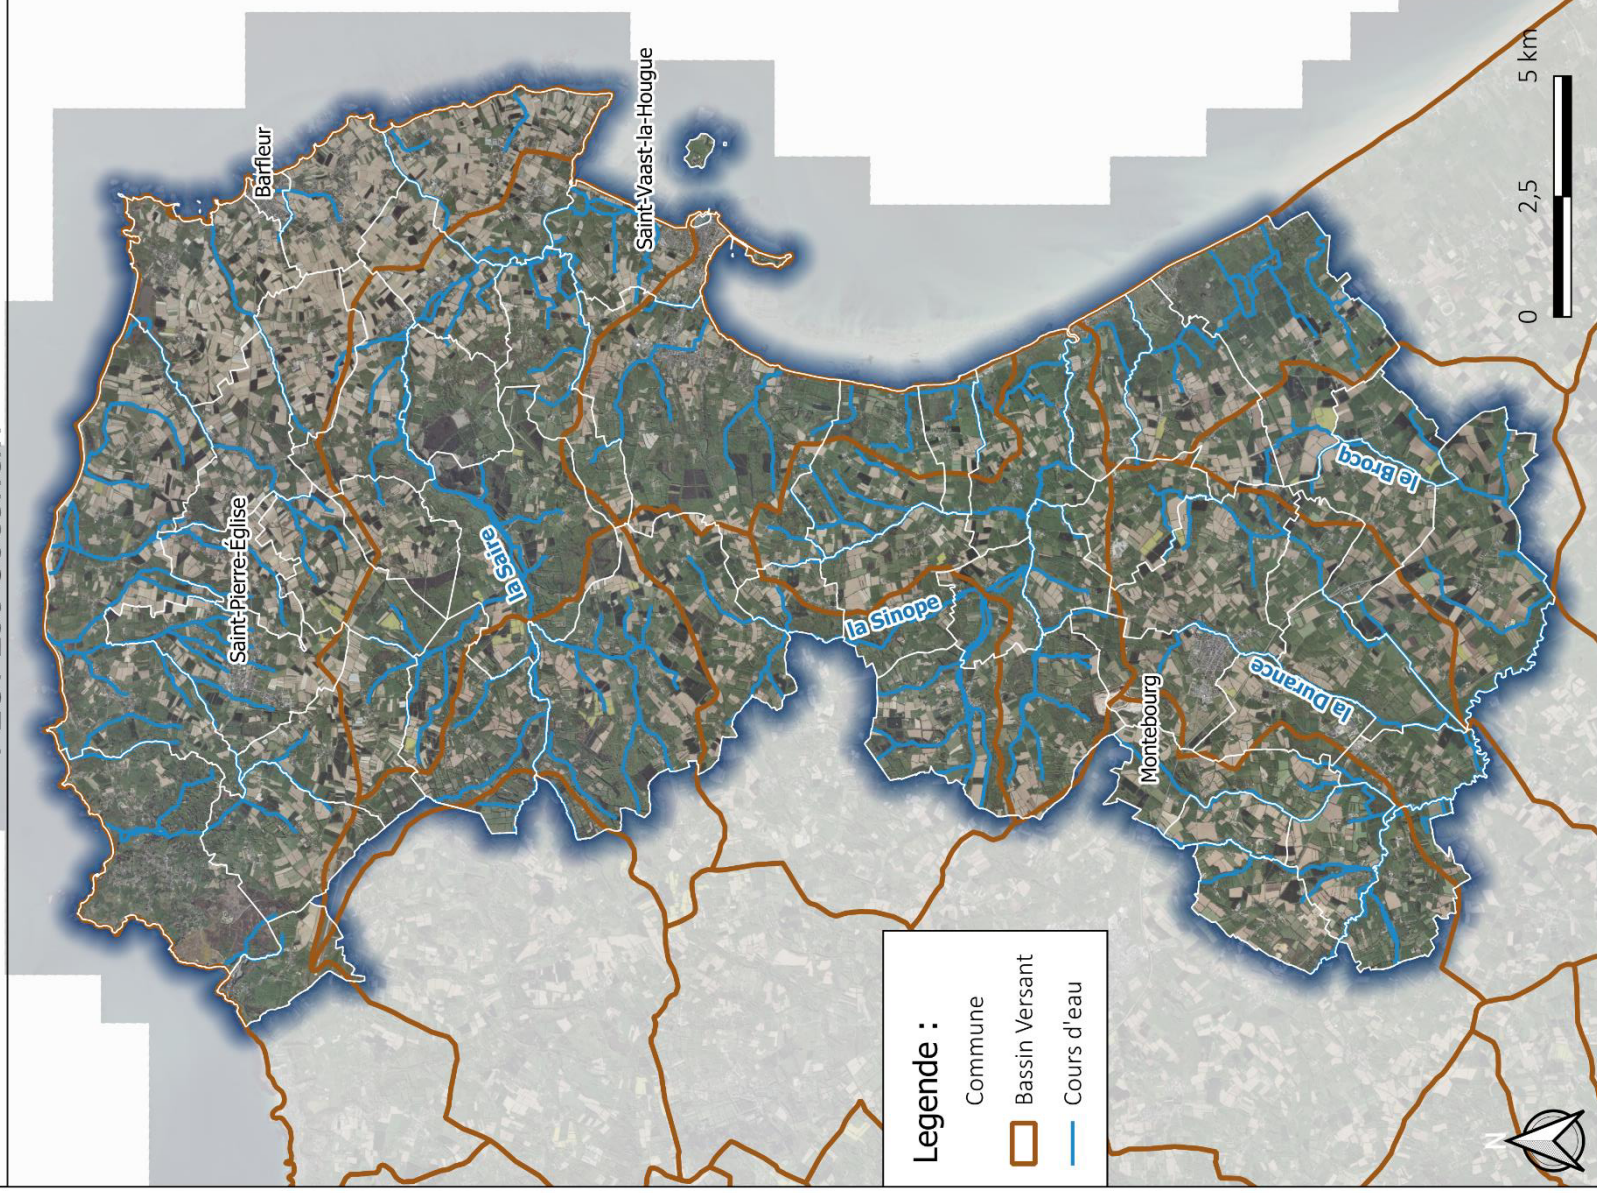 Barfleur
Saint-Vaast-la-Hougue
Saint-Pierre-Église
la Saire
la Sinope
Montebourg
la Durance
le Brocq
Legende :
Commune
Bassin Versant
Cours d'eau
N
0 2,5 5 km